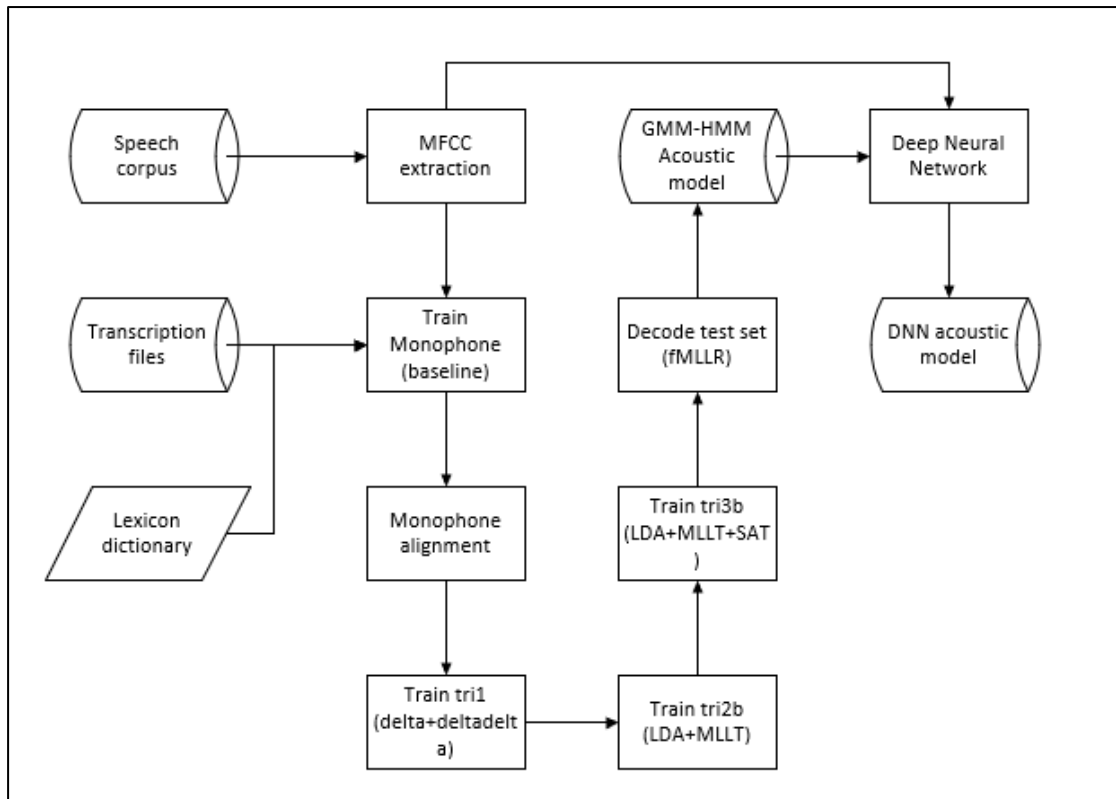 Speech
corpus
MFCC
extraction
GMM-HMM
Acoustic
model
Deep Neural
Network
Transcription
files
Train
Monophone
(baseline)
Decode test set
(fMLLR)
DNN acoustic
model
Lexicon
dictionary
Monophone
alignment
Train tri3b
(LDA+MLLT+SAT
)
Train tri1
(delta+deltadelt
a)
Train tri2b
(LDA+MLLT)